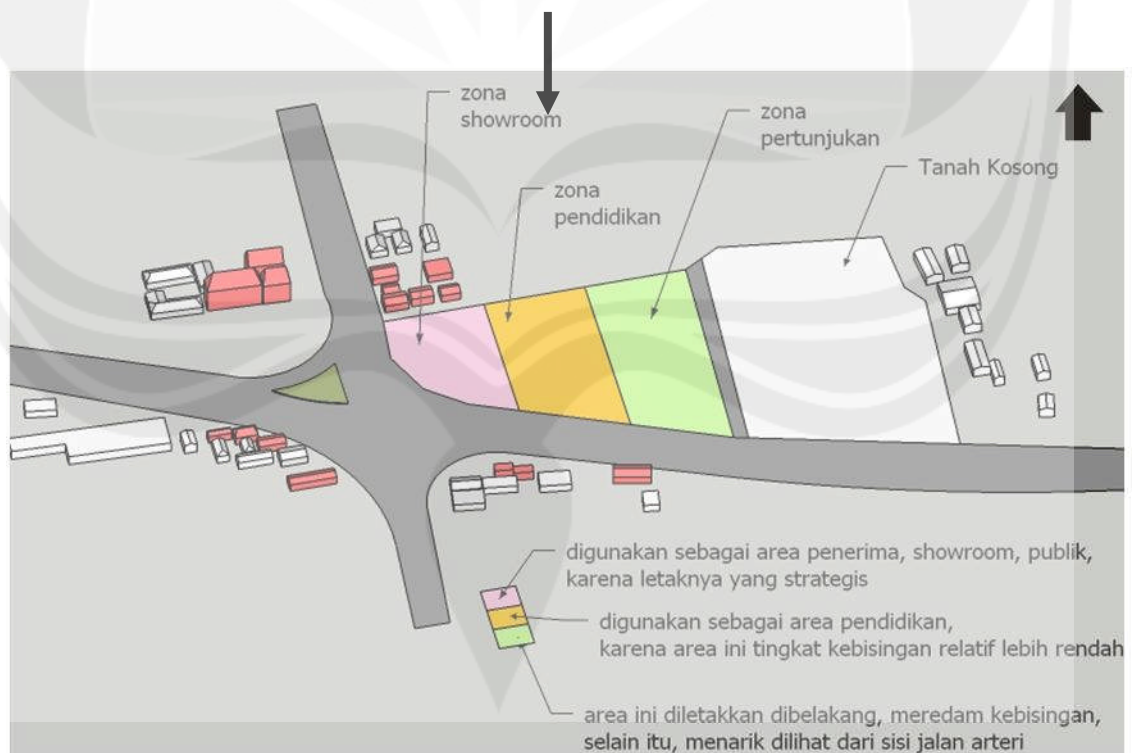 zona
showroom
zona
pertunjukan
Tanah Kosong
zona
pendidikan
digunakan sebagai area penerima, showroom, publik,
karena letaknya yang strategis
digunakan sebagai area pendidikan,
karena area ini tingkat kebisingan relatif lebih rendah
area ini diletakkan dibelakang, meredam kebisingan,
selain itu, menarik dilihat dari sisi jalan arteri